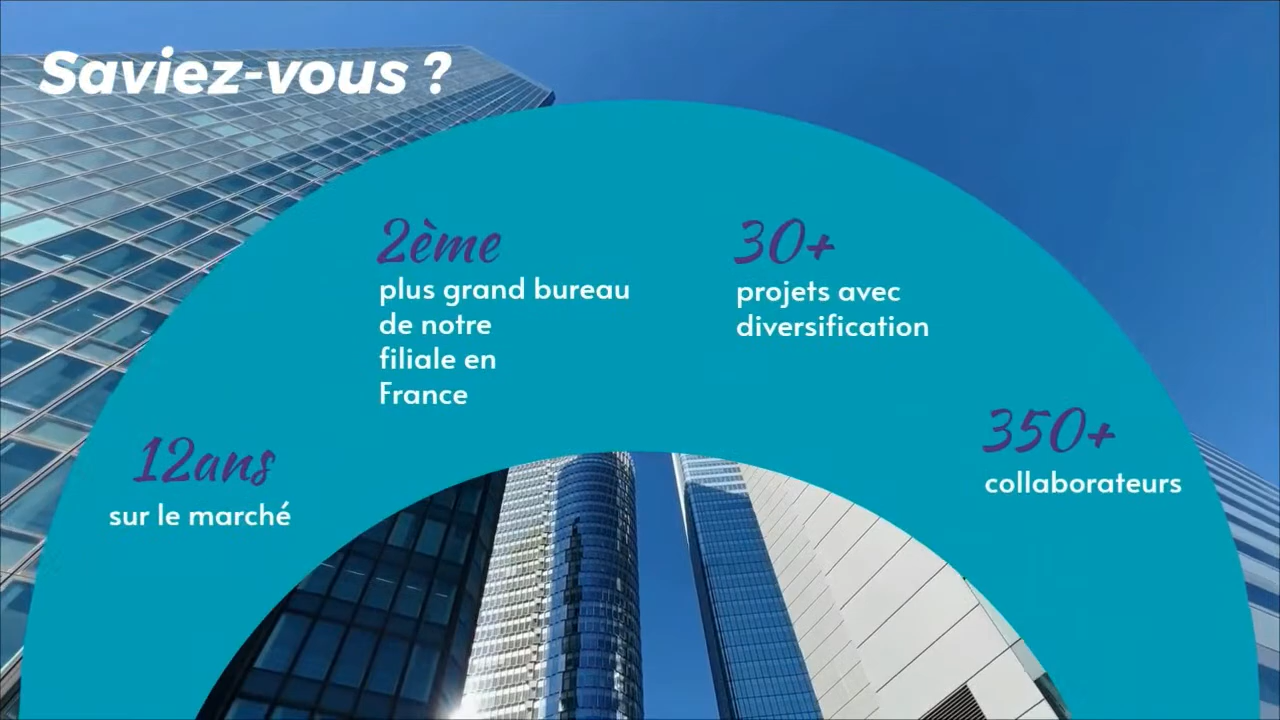 Saviez-vous ?
2ème
plus grand bureau
de notre
filiale en
France
30+
projets avec
diversification
12ans
sur le marché
350+
collaborateurs